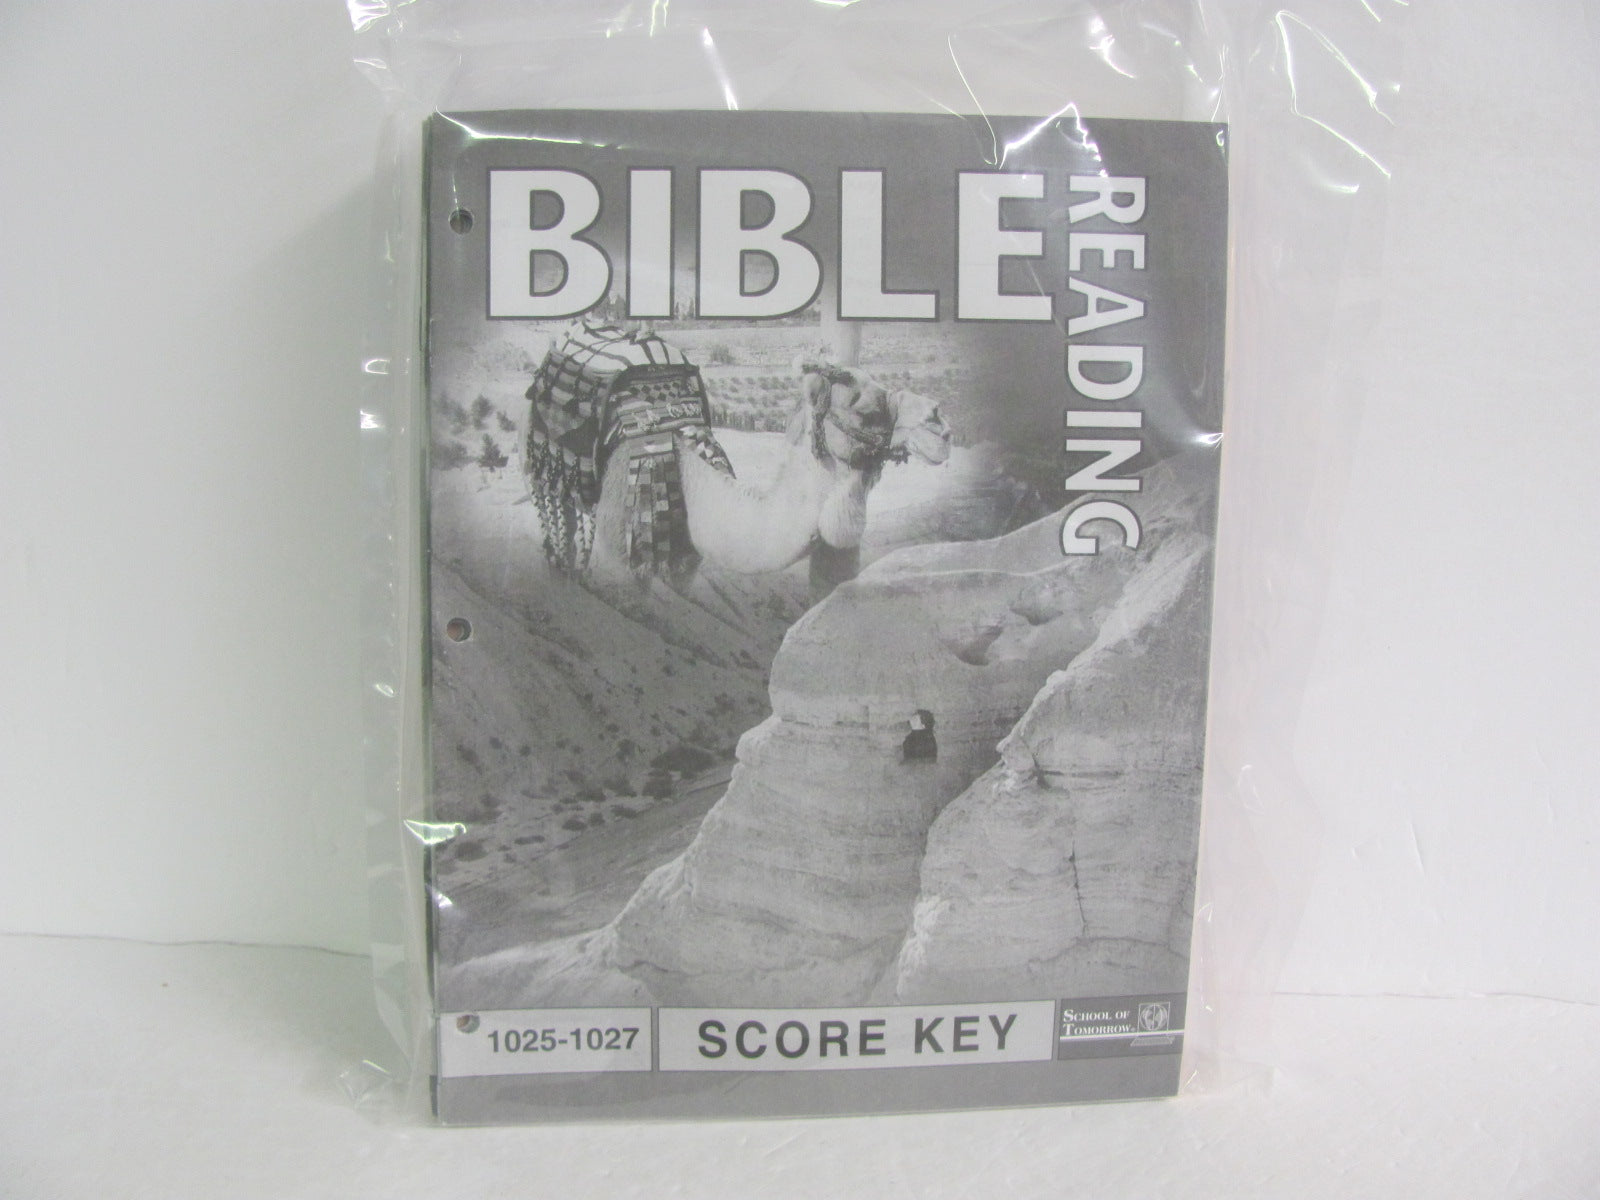 BIBLE
READING
1025-1027
SCORE KEY
SCHOOL OF
TOMORROW®